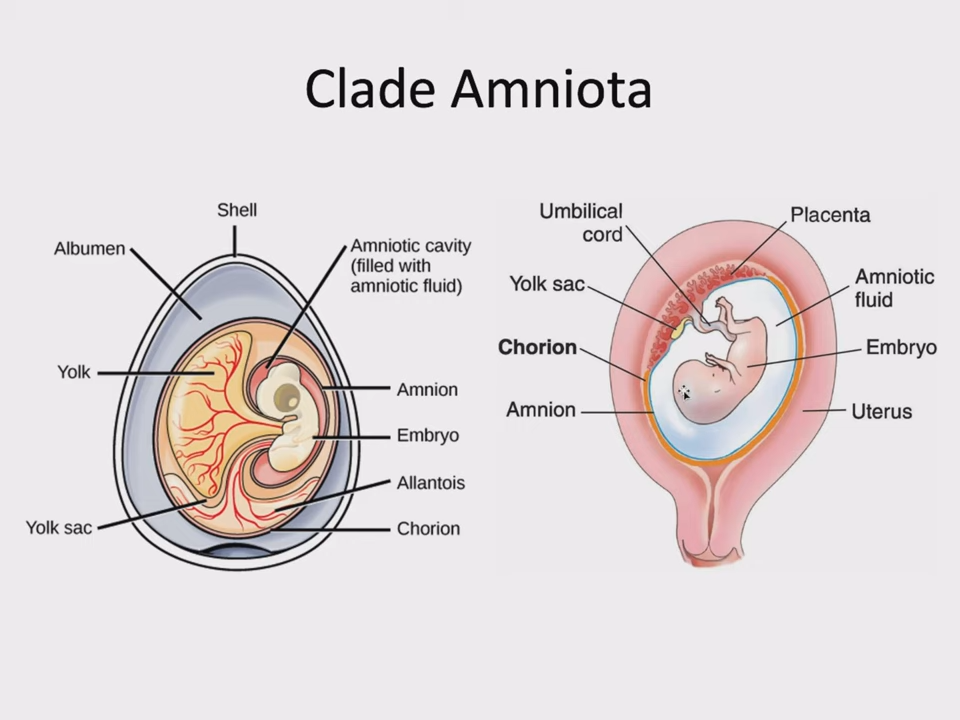 Clade Amniota
Shell
Albumen
Amniotic cavity
(filled with
amniotic fluid)
Yolk
Amnion
Embryo
Allantois
Yolk sac
Chorion
Umbilical
cord
Placenta
Yolk sac
Amniotic
fluid
Chorion
Embryo
Amnion
Uterus